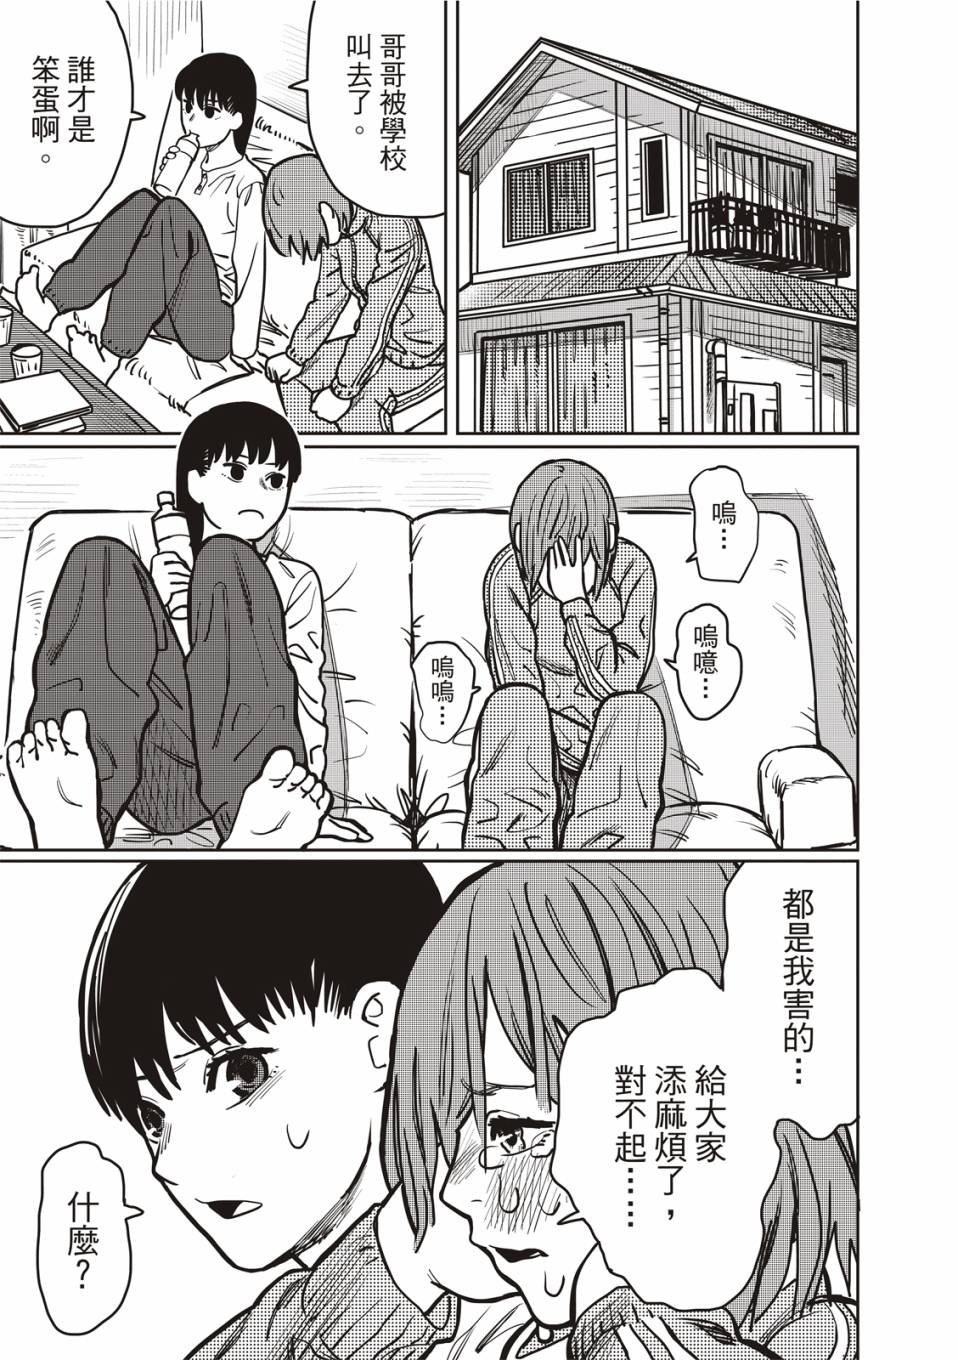 哥哥被學校
叫去了。
誰才是
笨蛋啊。
嗚…
嗚噫…
嗚嗚…
都是我害的…
給大家
添麻煩了，
對不起……
什麼？